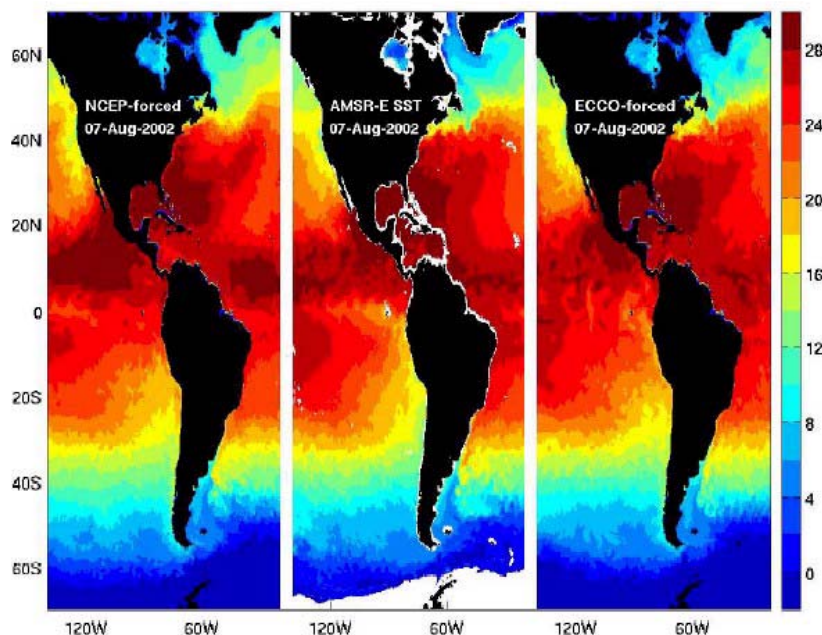 60N
40N
20N
0
20S
40S
60S
NCEP-forced
07-Aug-2002
AMSR-E SST
07-Aug-2002
ECCO-forced
07-Aug-2002
28
24
20
16
12
8
4
0
120W 60W 120W 60W 120W 60W